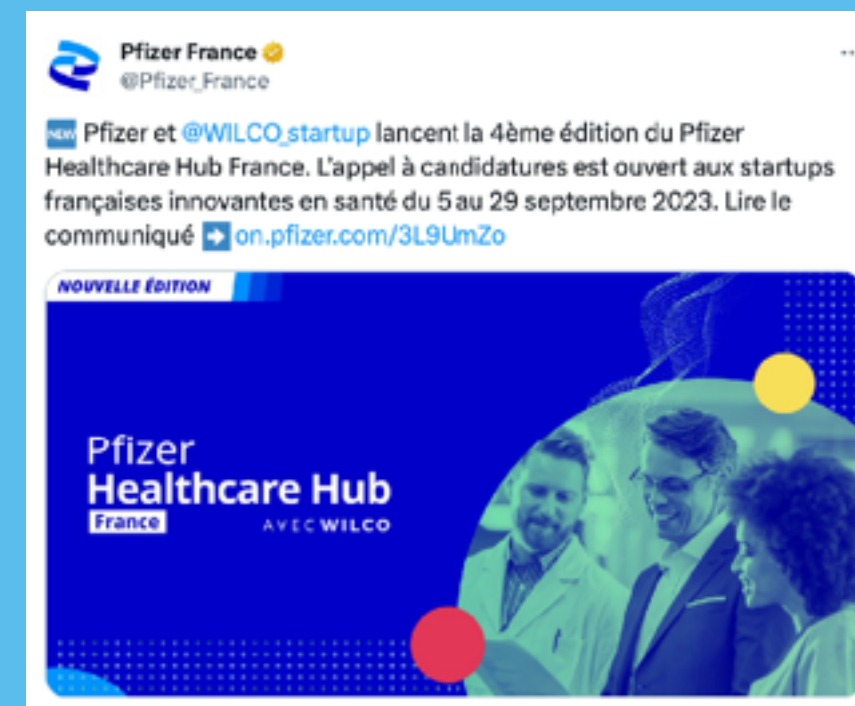 Pfizer France
@Pfizer_France
NEW Pfizer et @WILCO_startup lancent la 4ème édition du Pfizer
Healthcare Hub France. L'appel à candidatures est ouvert aux startups
françaises innovantes en santé du 5 au 29 septembre 2023. Lire le
communiqué ➡️ on.pfizer.com/3L9UmZo
NOUVELLE ÉDITION
Pfizer
Healthcare Hub
France
AVEC WILCO